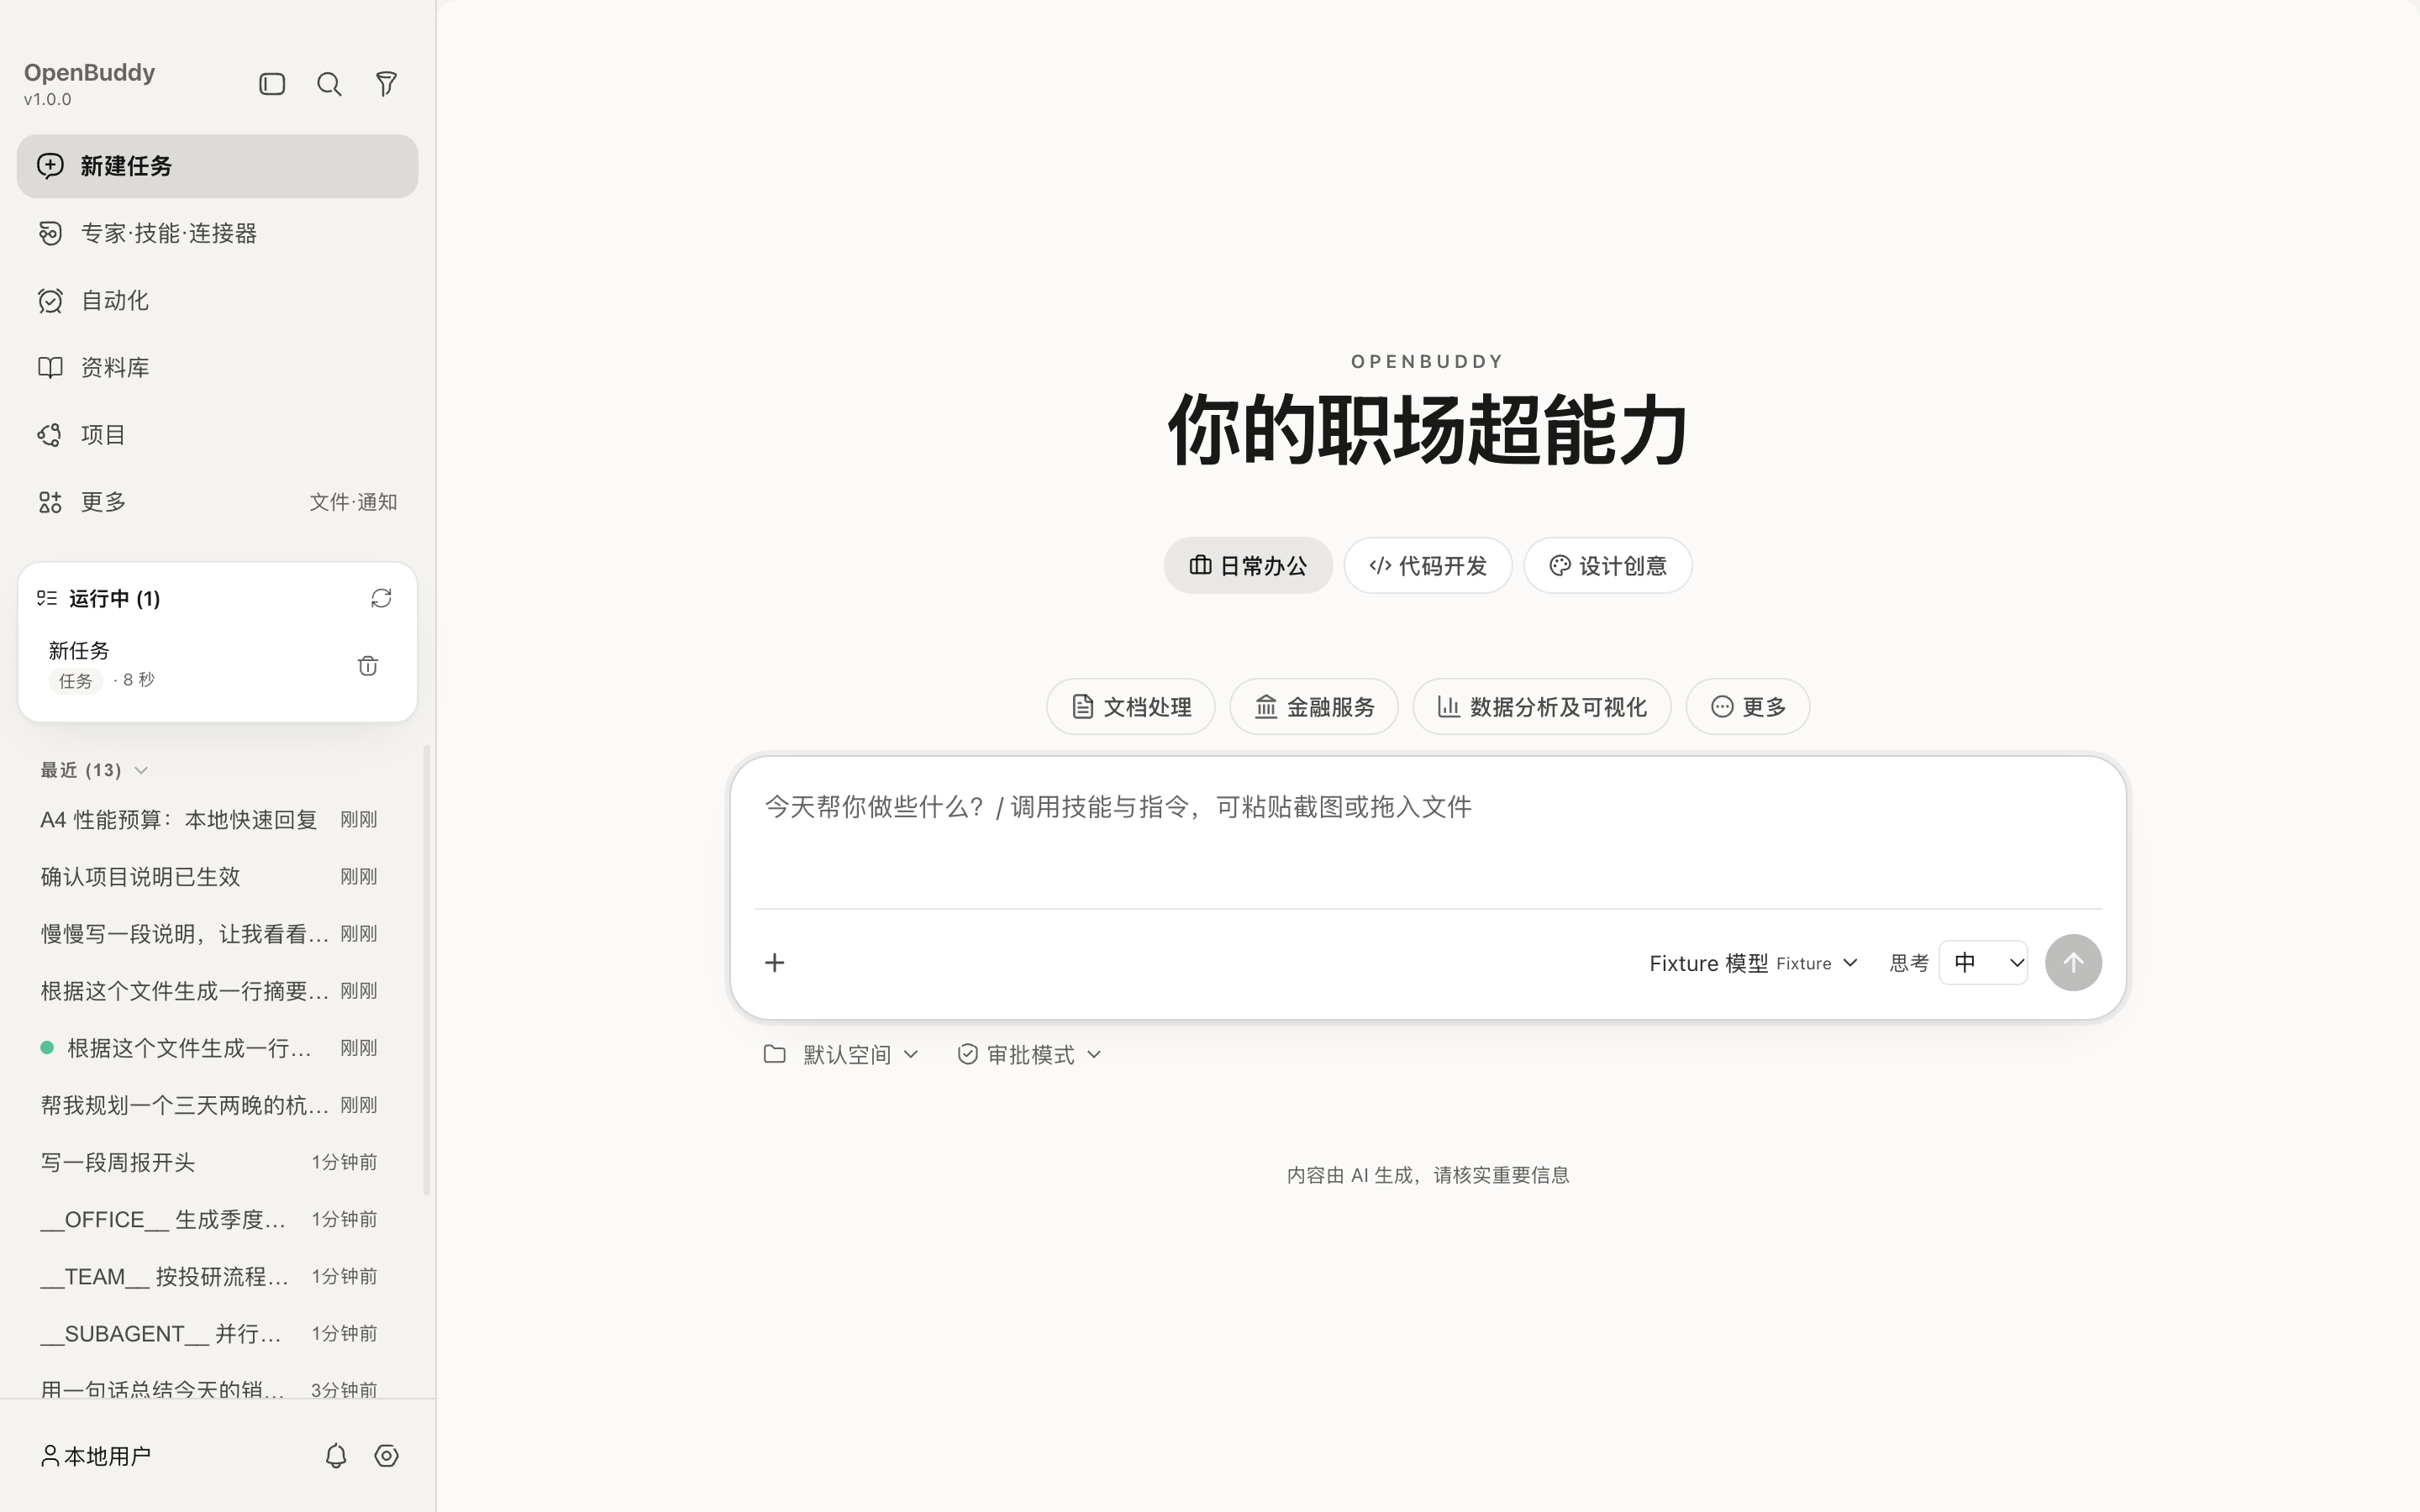 OpenBuddy
v1.0.0
新建任务
专家·技能·连接器
自动化
资料库
项目
更多 文件·通知
运行中 (1)
新任务
任务 · 8 秒
最近 (13)
A4 性能预算：本地快速回复 刚刚
确认项目说明已生效 刚刚
慢慢写一段说明，让我看看… 刚刚
根据这个文件生成一行摘要… 刚刚
根据这个文件生成一行… 刚刚
帮我规划一个三天两晚的杭… 刚刚
写一段周报开头 1分钟前
__OFFICE__ 生成季度… 1分钟前
__TEAM__ 按投研流程… 1分钟前
__SUBAGENT__ 并行… 1分钟前
用一句话总结今天的销… 3分钟前
本地用户
OPENBUDDY
你的职场超能力
日常办公 代码开发 设计创意
文档处理 金融服务 数据分析及可视化 更多
今天帮你做些什么？/ 调用技能与指令，可粘贴截图或拖入文件
Fixture 模型 Fixture 思考 中
默认空间 审批模式
内容由 AI 生成，请核实重要信息